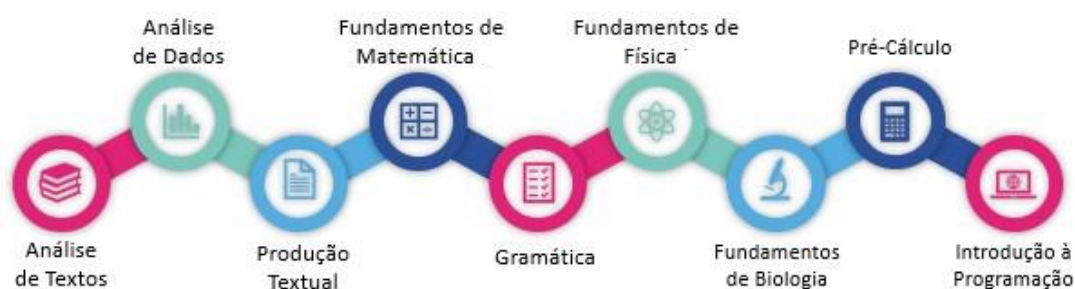 Análise
de Textos
Análise
de Dados
Produção
Textual
Fundamentos de
Matemática
Gramática
Fundamentos de
Física
Fundamentos
de Biologia
Pré-Cálculo
Introdução à
Programação